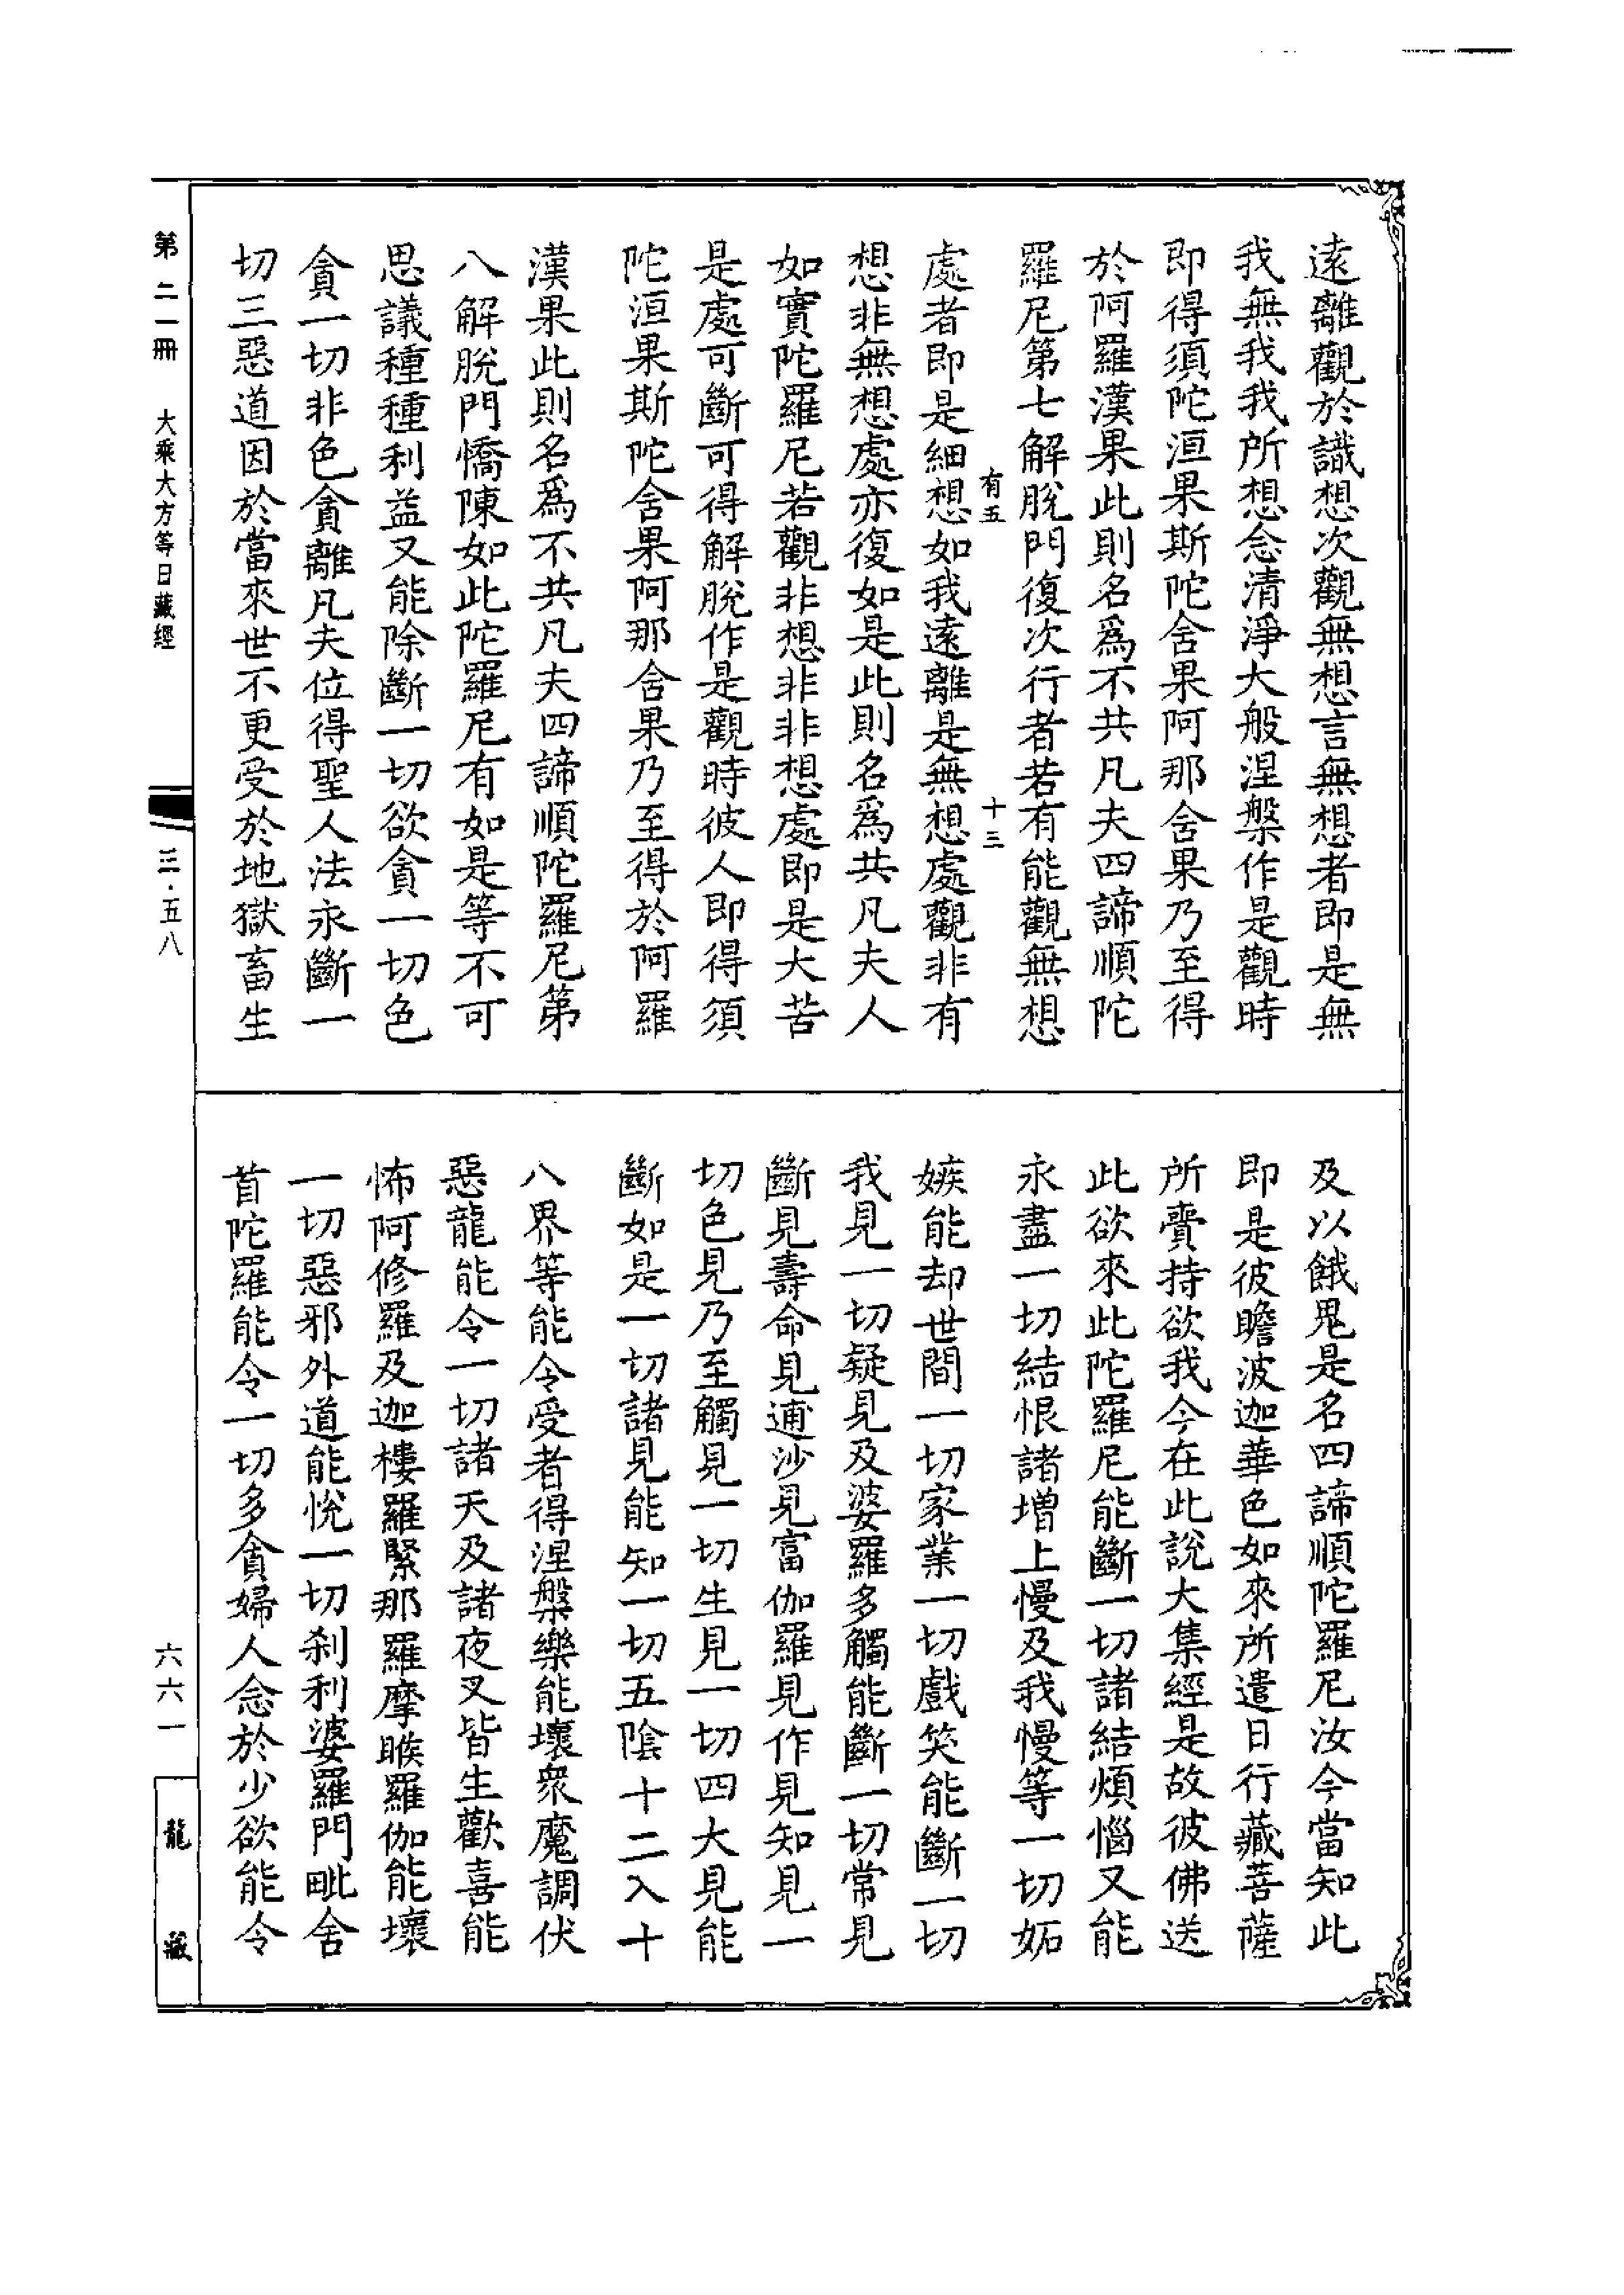 遠離觀於識想次觀無想言無想者即是無
我無我我所想念清淨大般涅槃作是觀時
即得須陀洹果斯陀舍果阿那舍果乃至得
於阿羅漢果此則名爲不共凡夫四諦順陀
羅尼第七解脫門復次行者若有能觀無想
有五 十三
處者即是細想如我遠離是無想處觀非有
想非無想處亦復如是此則名爲共凡夫人
如實陀羅尼若觀非想非非想處即是大苦
是處可斷可得解脫作是觀時彼人即得須
陀洹果斯陀舍果阿那舍果乃至得於阿羅
漢果此則名爲不共凡夫四諦順陀羅尼第
八解脫門憍陳如此陀羅尼有如是等不可
思議種種利益又能除斷一切欲貪一切色
貪一切非色貪離凡夫位得聖人法永斷一
切三惡道因於當來世不更受於地獄畜生
及以餓鬼是名四諦順陀羅尼汝今當知此
即是彼瞻波迦華色如來所遣日行藏菩薩
所賷持欲我今在此說大集經是故彼佛送
此欲來此陀羅尼能斷一切諸結煩惱又能
永盡一切結恨諸增上慢及我慢等一切妬
嫉能却世間一切家業一切戲笑能斷一切
我見一切疑見及婆羅多觸能斷一切常見
斷見壽命見逋沙見富伽羅見作見知見一
切色見乃至觸見一切生見一切四大見能
斷如是一切諸見能知一切五陰十二入十
八界等能令受者得涅槃樂能壞衆魔調伏
惡龍能令一切諸天及諸夜叉皆生歡喜能
怖阿修羅及迦樓羅緊那羅摩睺羅伽能壞
一切惡邪外道能悅一切刹利婆羅門毗舍
首陀羅能令一切多貪婦人念於少欲能令
第二一冊 大乘大方等日藏經 三·五八
六六一
龍藏